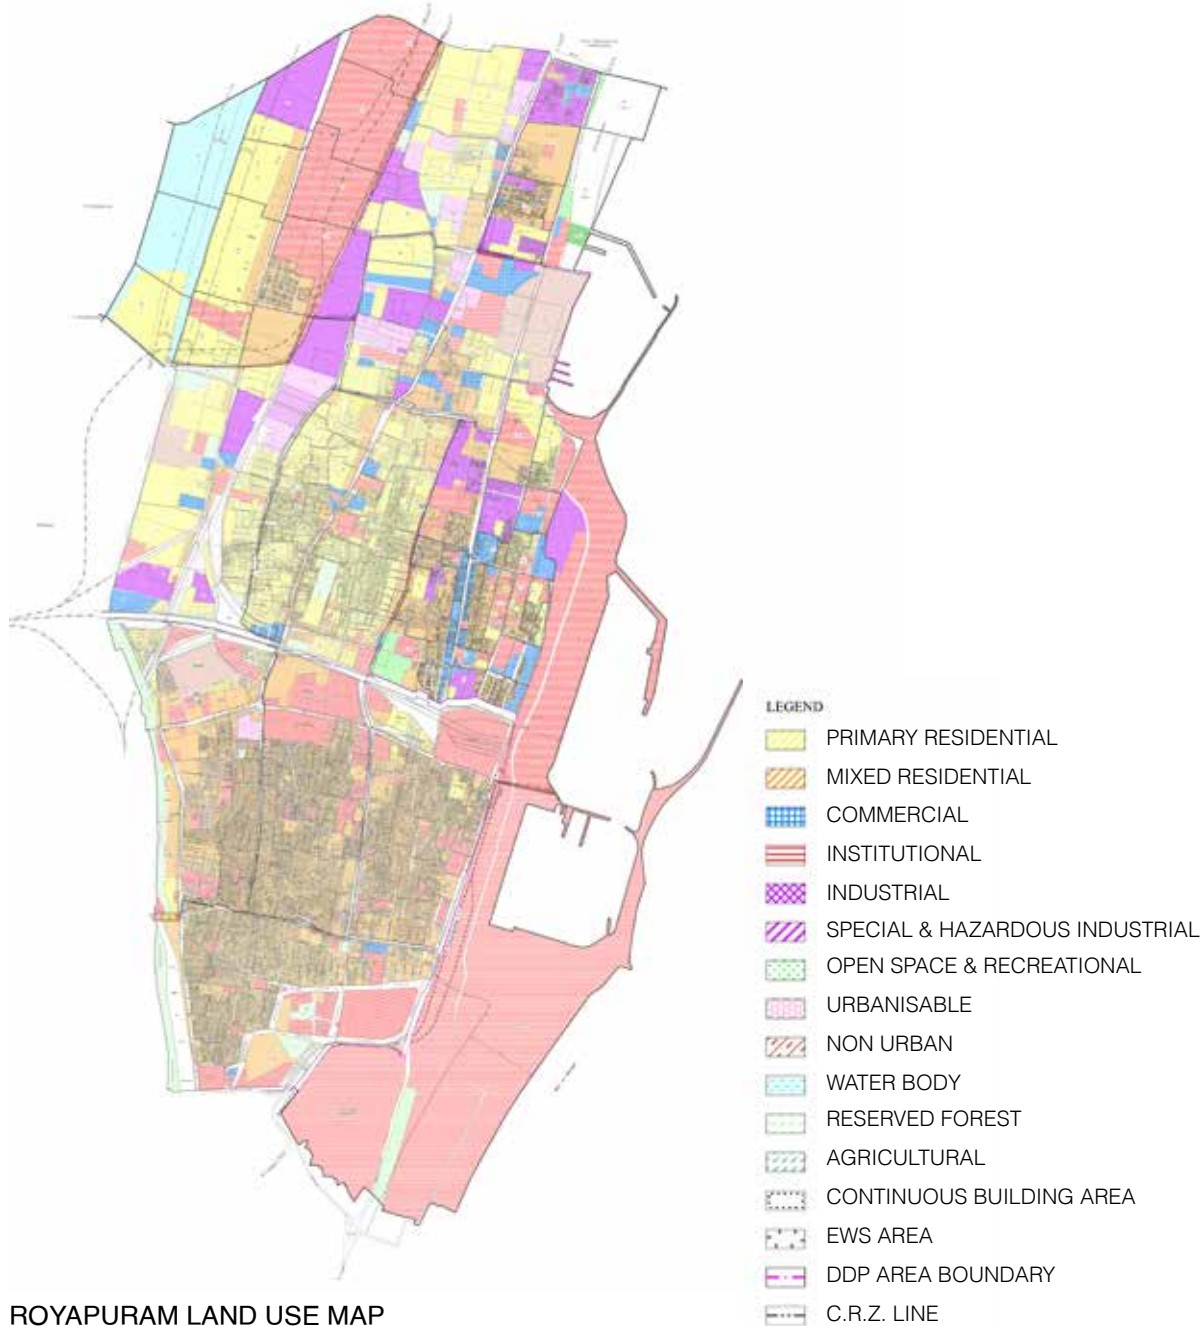 LEGEND
PRIMARY RESIDENTIAL
MIXED RESIDENTIAL
COMMERCIAL
INSTITUTIONAL
INDUSTRIAL
SPECIAL & HAZARDOUS INDUSTRIAL
OPEN SPACE & RECREATIONAL
URBANISABLE
NON URBAN
WATER BODY
RESERVED FOREST
AGRICULTURAL
CONTINUOUS BUILDING AREA
EWS AREA
DDP AREA BOUNDARY
C.R.Z. LINE
ROYAPURAM LAND USE MAP